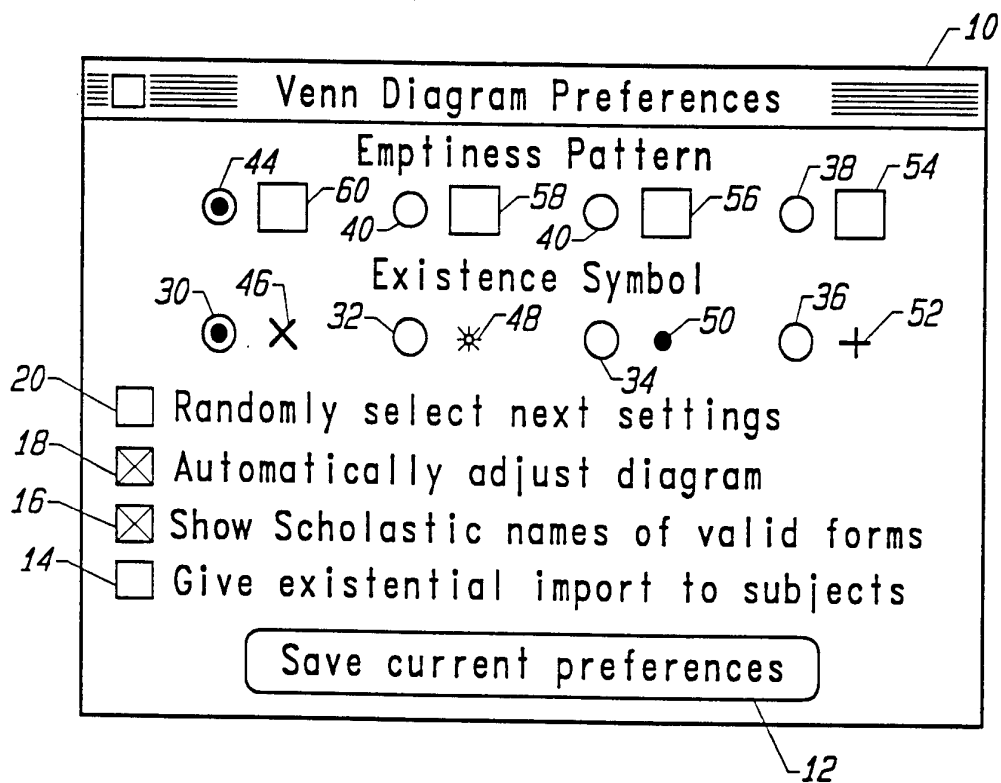 10
Venn Diagram Preferences
Emptiness Pattern
44 60 40 58 40 56 38 54
Existence Symbol
30 46 32 48 34 50 36 52
20 Randomly select next settings
18 Automatically adjust diagram
16 Show Scholastic names of valid forms
14 Give existential import to subjects
Save current preferences
12